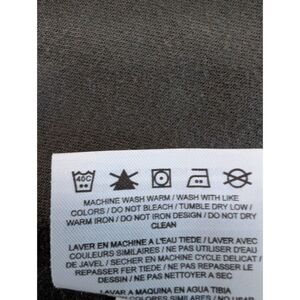 40C
MACHINE WASH WARM / WASH WITH LIKE
COLORS / DO NOT BLEACH / TUMBLE DRY LOW /
WARM IRON / DO NOT IRON DESIGN / DO NOT DRY
CLEAN
LAVER EN MACHINE A L'EAU TIEDE / LAVER AVEC
COULEURS SIMILAIRES / NE PAS UTILISER D'EAU
DE JAVEL / SECHER EN MACHINE CYCLE DELICAT /
REPASSER FER TIEDE / NE PAS REPASSER LE
DESSIN / NE PAS NETTOYER A SEC
LAVAR A MAQUINA EN AGUA TIBIA